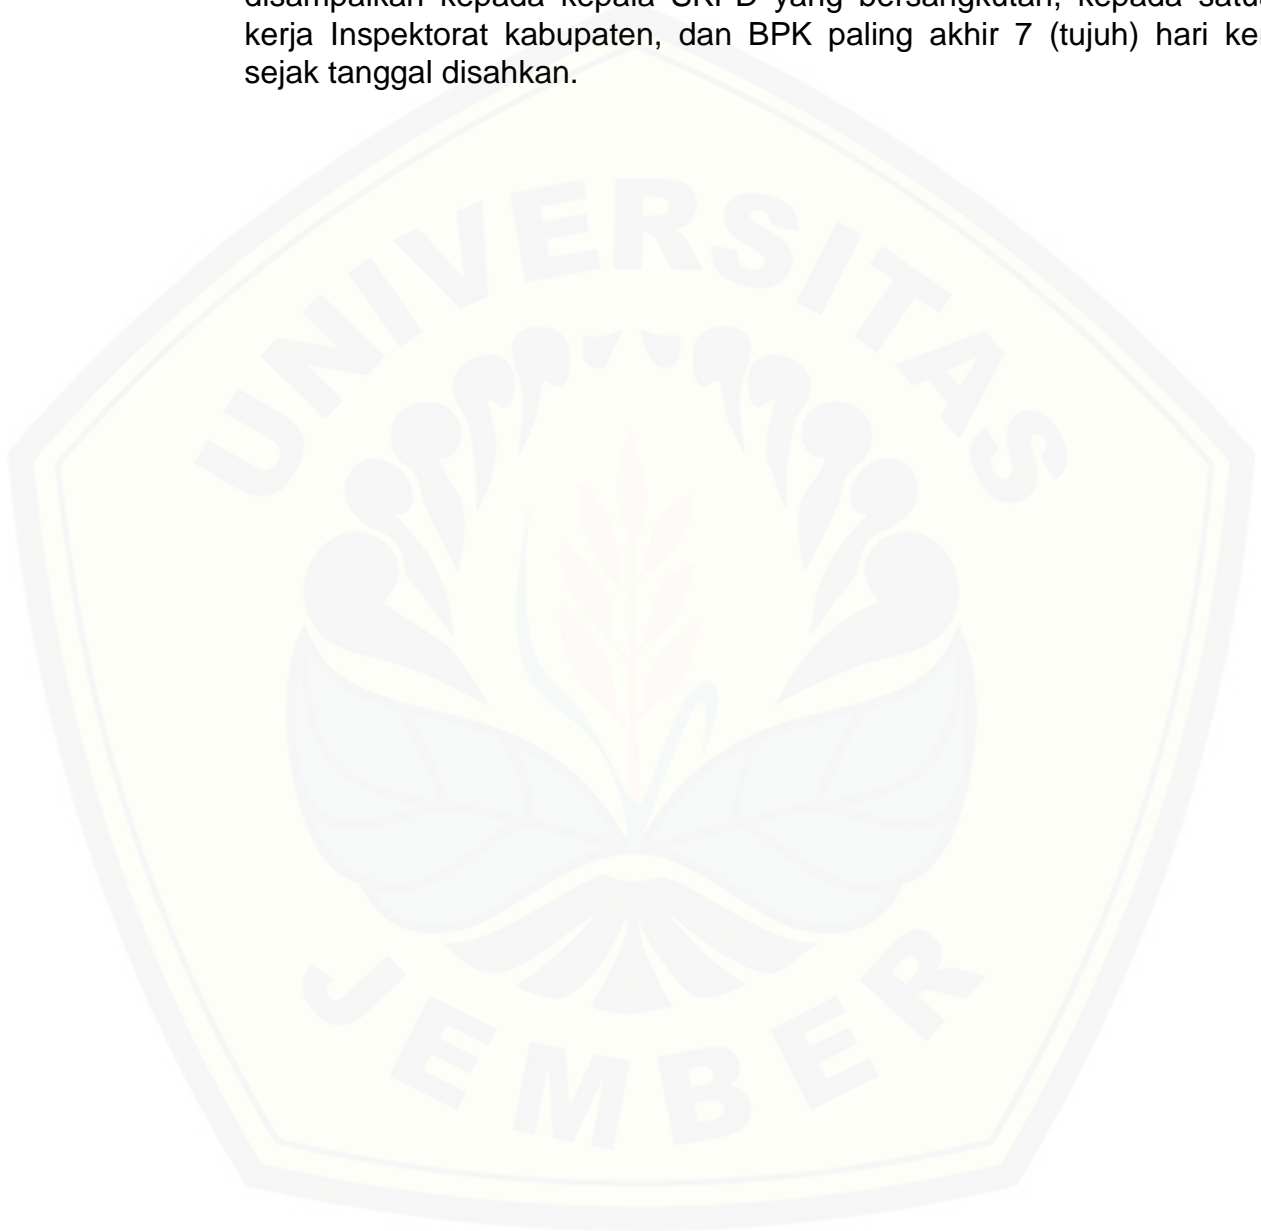 disampaikan kepada kepala SKPD yang bersangkutan, kepada
kerja Inspektorat kabupaten, dan BPK paling akhir 7 (tujuh) hari
sejak tanggal disahkan.
UNIVERSITAS
JEMBER